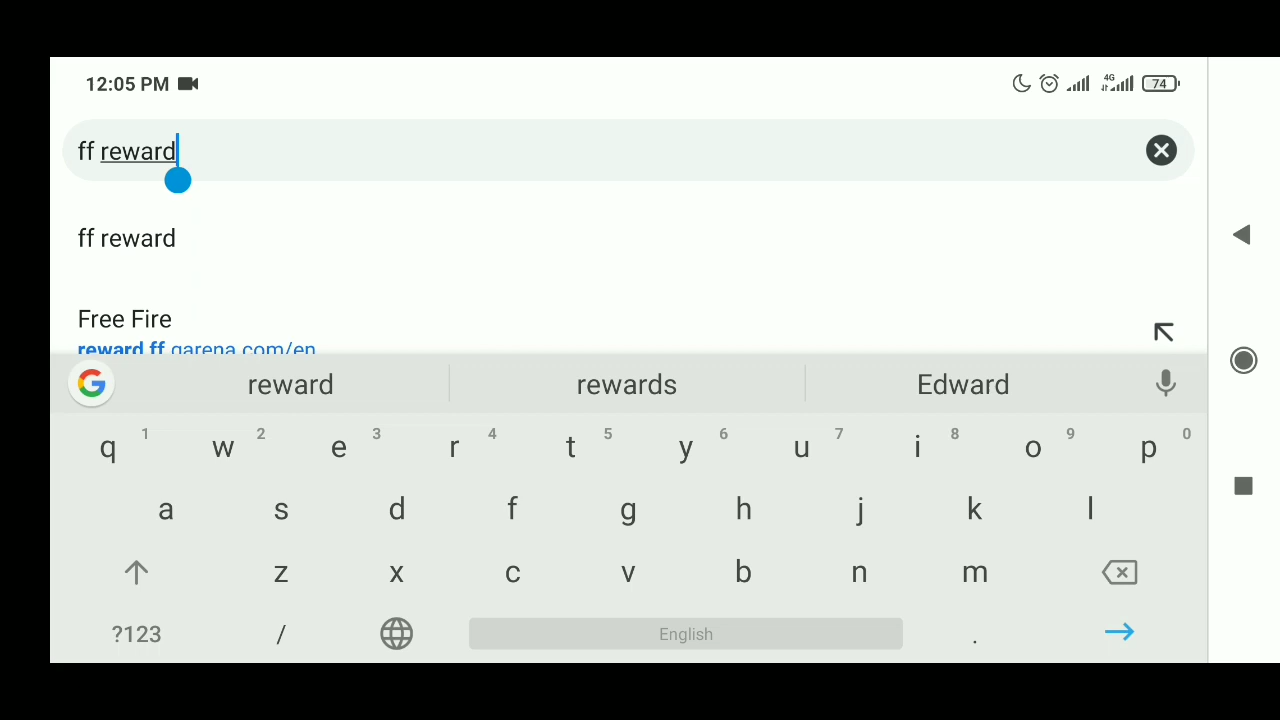 12:05 PM
4G
74
ff reward
ff reward
Free Fire
reward.ff.garena.com/en
reward rewards Edward
q 1 w 2 e 3 r 4 t 5 y 6 u 7 i 8 o 9 p 0
a s d f g h j k l
z x c v b n m
?123 / English .